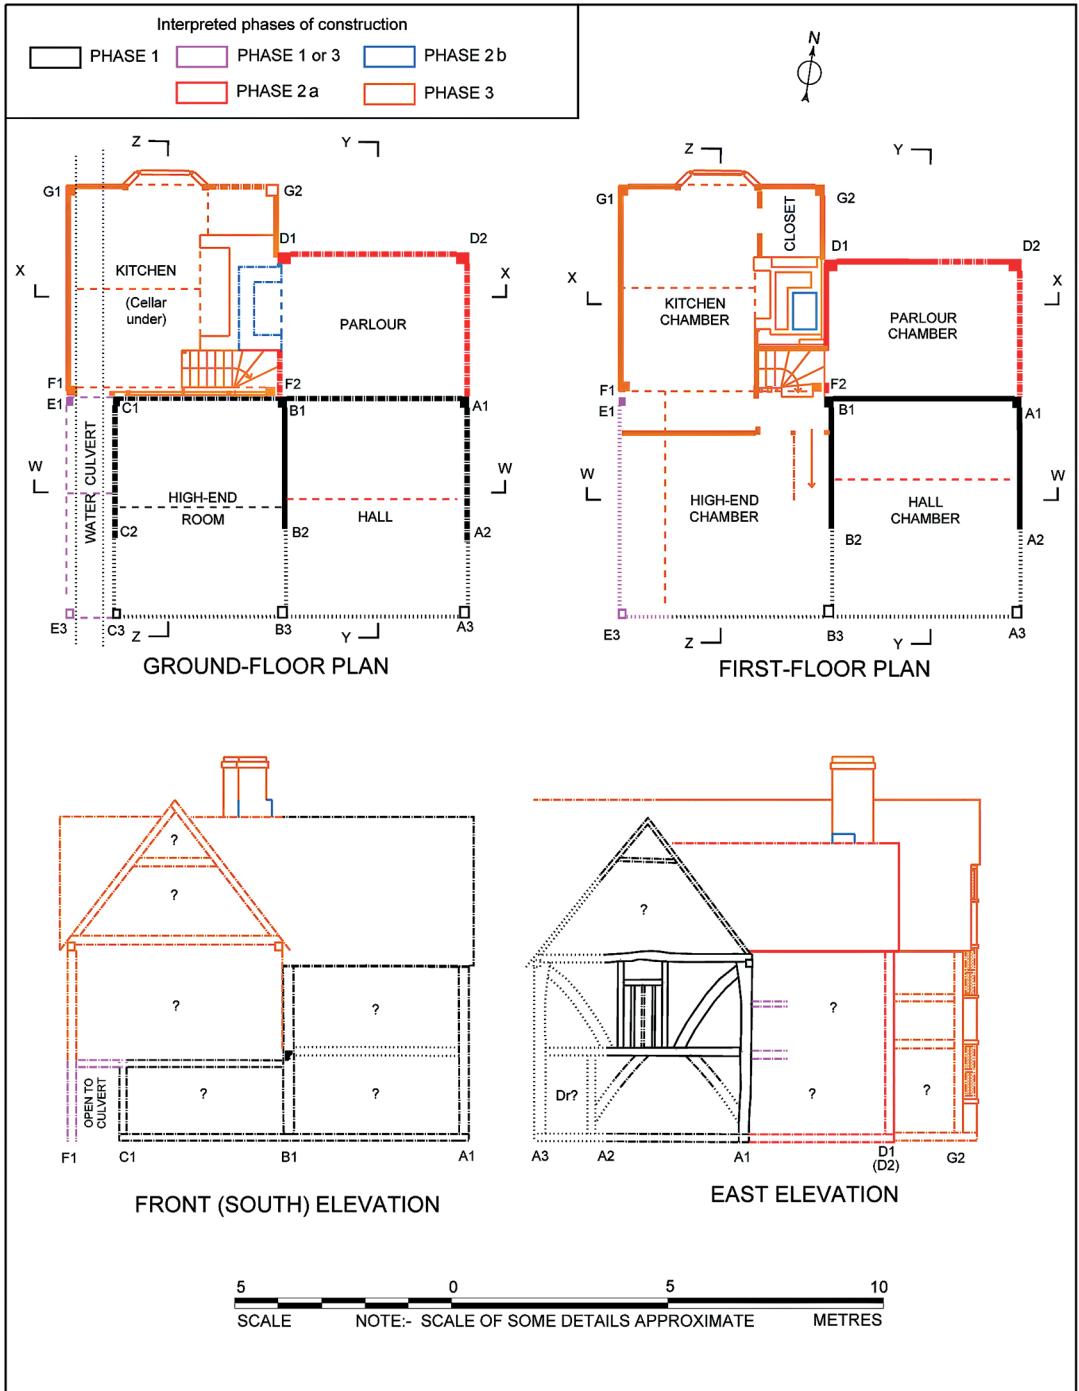 Interpreted phases of construction
PHASE 1
PHASE 1 or 3
PHASE 2b
PHASE 2a
PHASE 3
N
Z
Y
G1
G2
D1
D2
X
X
KITCHEN
(Cellar
under)
PARLOUR
F1
F2
E1
C1
B1
A1
WATER CULVERT
W
W
HIGH-END
ROOM
HALL
C2
B2
A2
E3
C3
Z
B3
Y
A3
GROUND-FLOOR PLAN
Z
Y
G1
G2
CLOSET
D1
D2
X
X
KITCHEN
CHAMBER
PARLOUR
CHAMBER
F1
F2
E1
B1
A1
W
W
HIGH-END
CHAMBER
HALL
CHAMBER
B2
A2
E3
Z
B3
Y
A3
FIRST-FLOOR PLAN
?
?
?
?
?
?
OPEN TO
CULVERT
F1
C1
B1
A1
FRONT (SOUTH) ELEVATION
?
?
Dr?
?
?
A3
A2
A1
D1
(D2)
G2
EAST ELEVATION
5
0
5
10
SCALE
NOTE:- SCALE OF SOME DETAILS APPROXIMATE
METRES